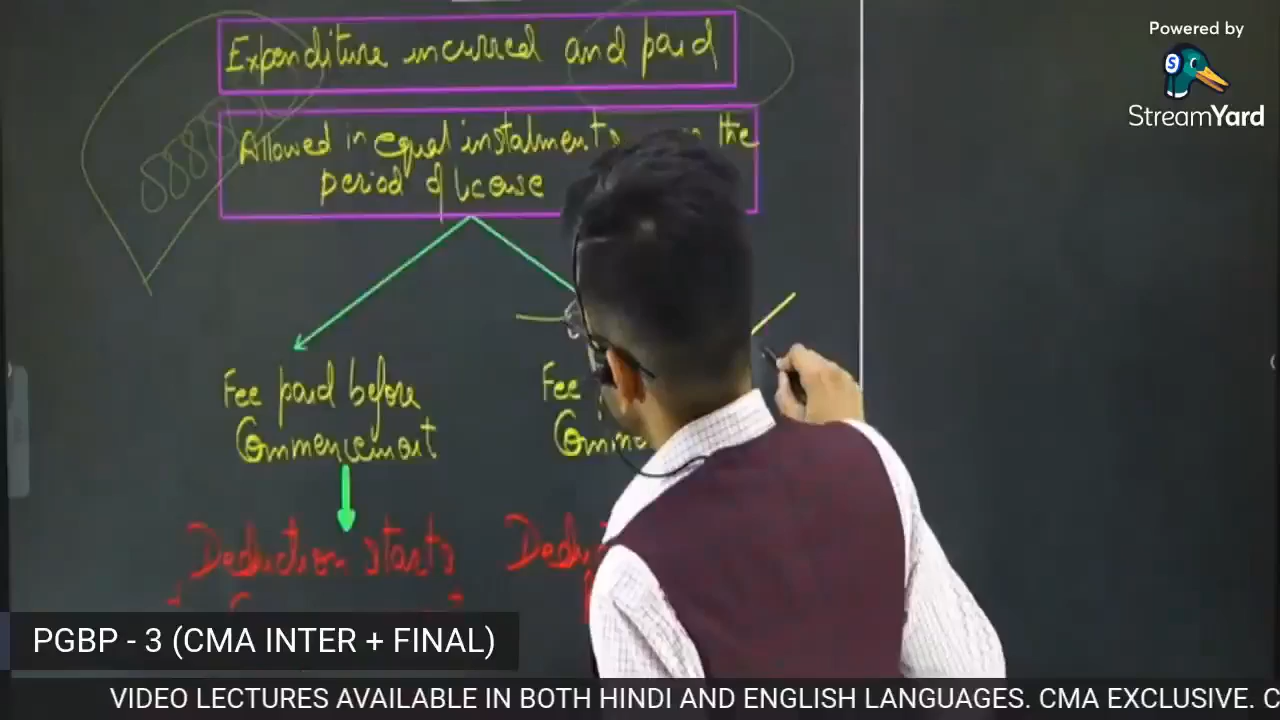 Powered by
StreamYard
Expenditure incurred and paid
Allowed in equal instalments the
period of license
Fee paid before
Commencement
Fee
Deduction starts
PGBP - 3 (CMA INTER + FINAL)
VIDEO LECTURES AVAILABLE IN BOTH HINDI AND ENGLISH LANGUAGES. CMA EXCLUSIVE. C